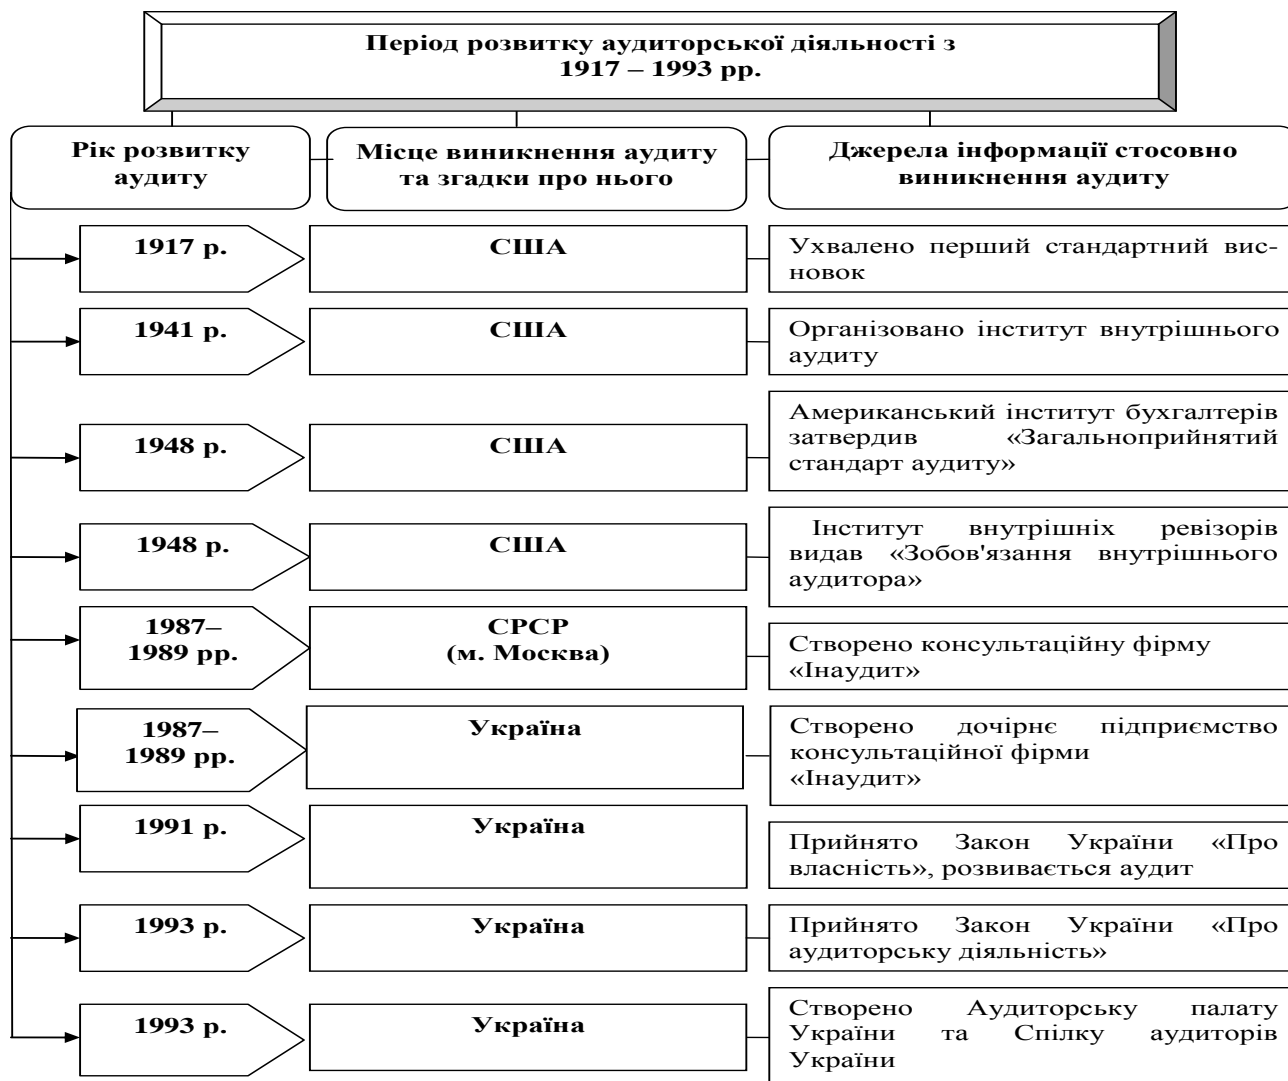 Період розвитку аудиторської діяльності з
1917 – 1993 рр.
Рік розвитку
аудиту
Місце виникнення аудиту
та згадки про нього
Джерела інформації стосовно
виникнення аудиту
1917 р.
США
Ухвалено перший стандартний вис-
новок
1941 р.
США
Організовано інститут внутрішнього
аудиту
1948 р.
США
Американський інститут бухгалтерів
затвердив «Загальноприйнятий
стандарт аудиту»
1948 р.
США
Інститут внутрішніх ревізорів
видав «Зобов'язання внутрішнього
аудитора»
1987–
1989 рр.
СРСР
(м. Москва)
Створено консультаційну фірму
«Інаудит»
1987–
1989 рр.
Україна
Створено дочірнє підприємство
консультаційної фірми
«Інаудит»
1991 р.
Україна
Прийнято Закон України «Про
власність», розвивається аудит
1993 р.
Україна
Прийнято Закон України «Про
аудиторську діяльність»
1993 р.
Україна
Створено Аудиторську палату
України та Спілку аудиторів
України